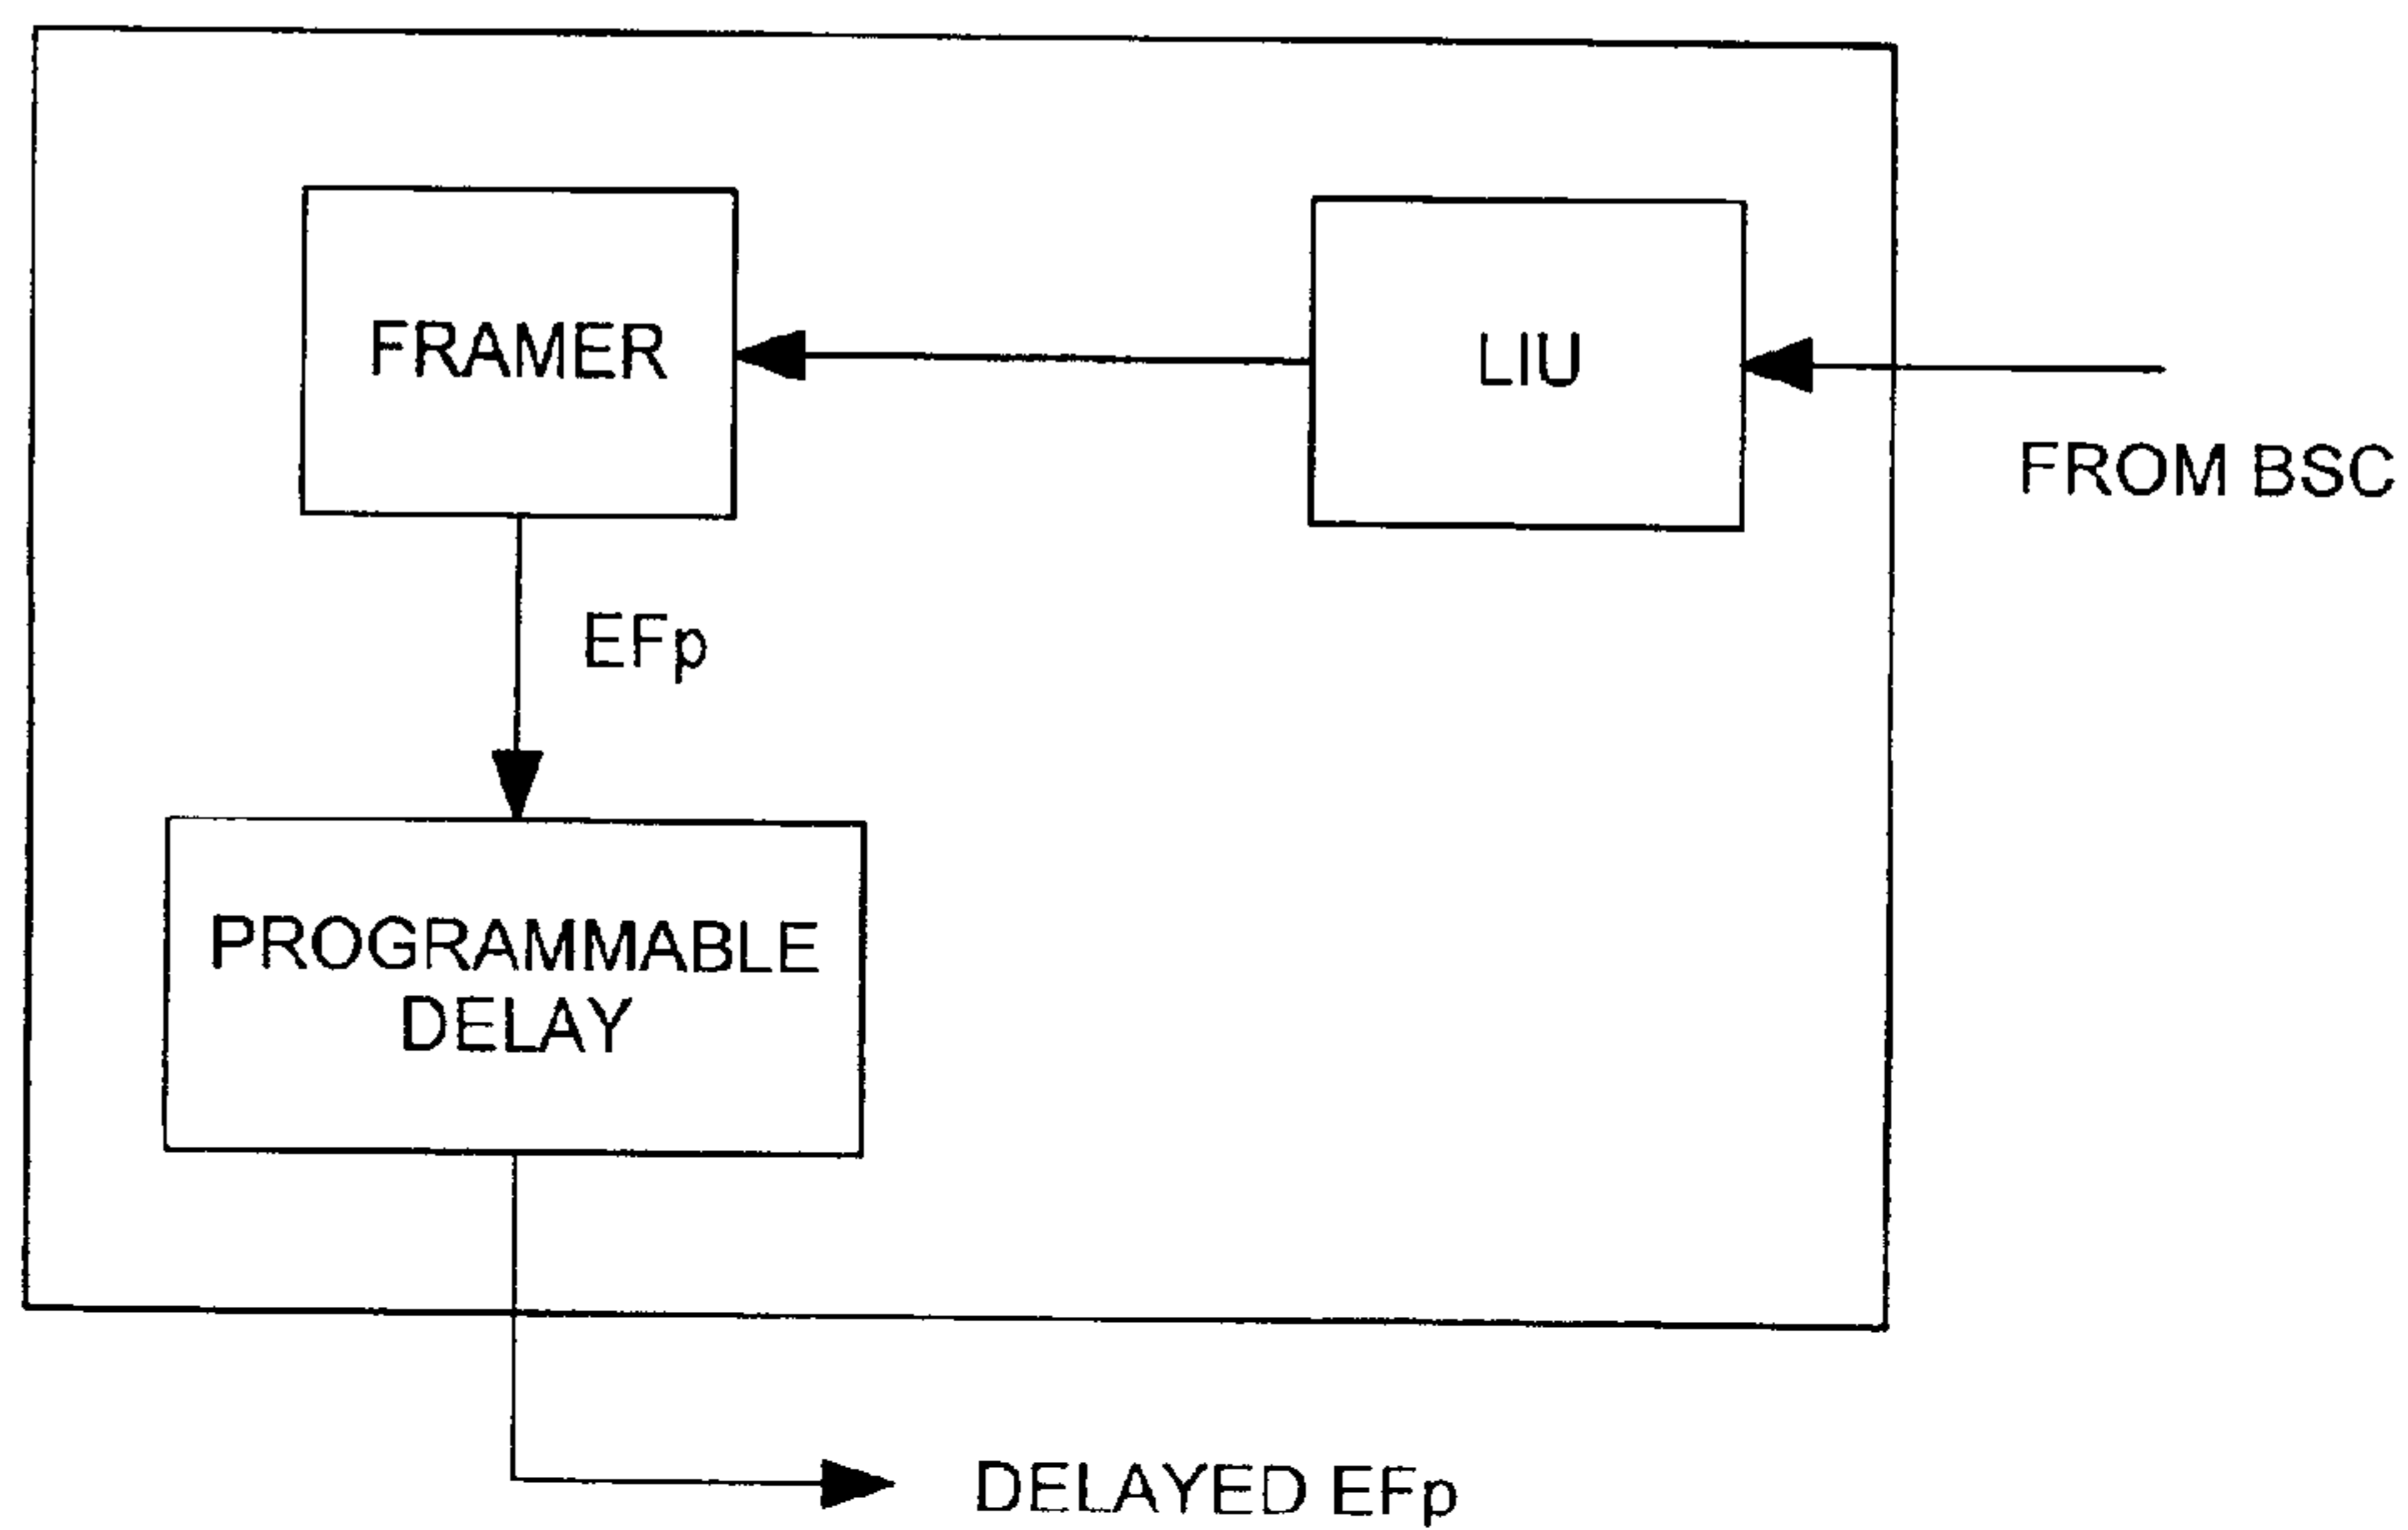 FRAMER
LIU
FROM BSC
EFp
PROGRAMMABLE
DELAY
DELAYED EFp